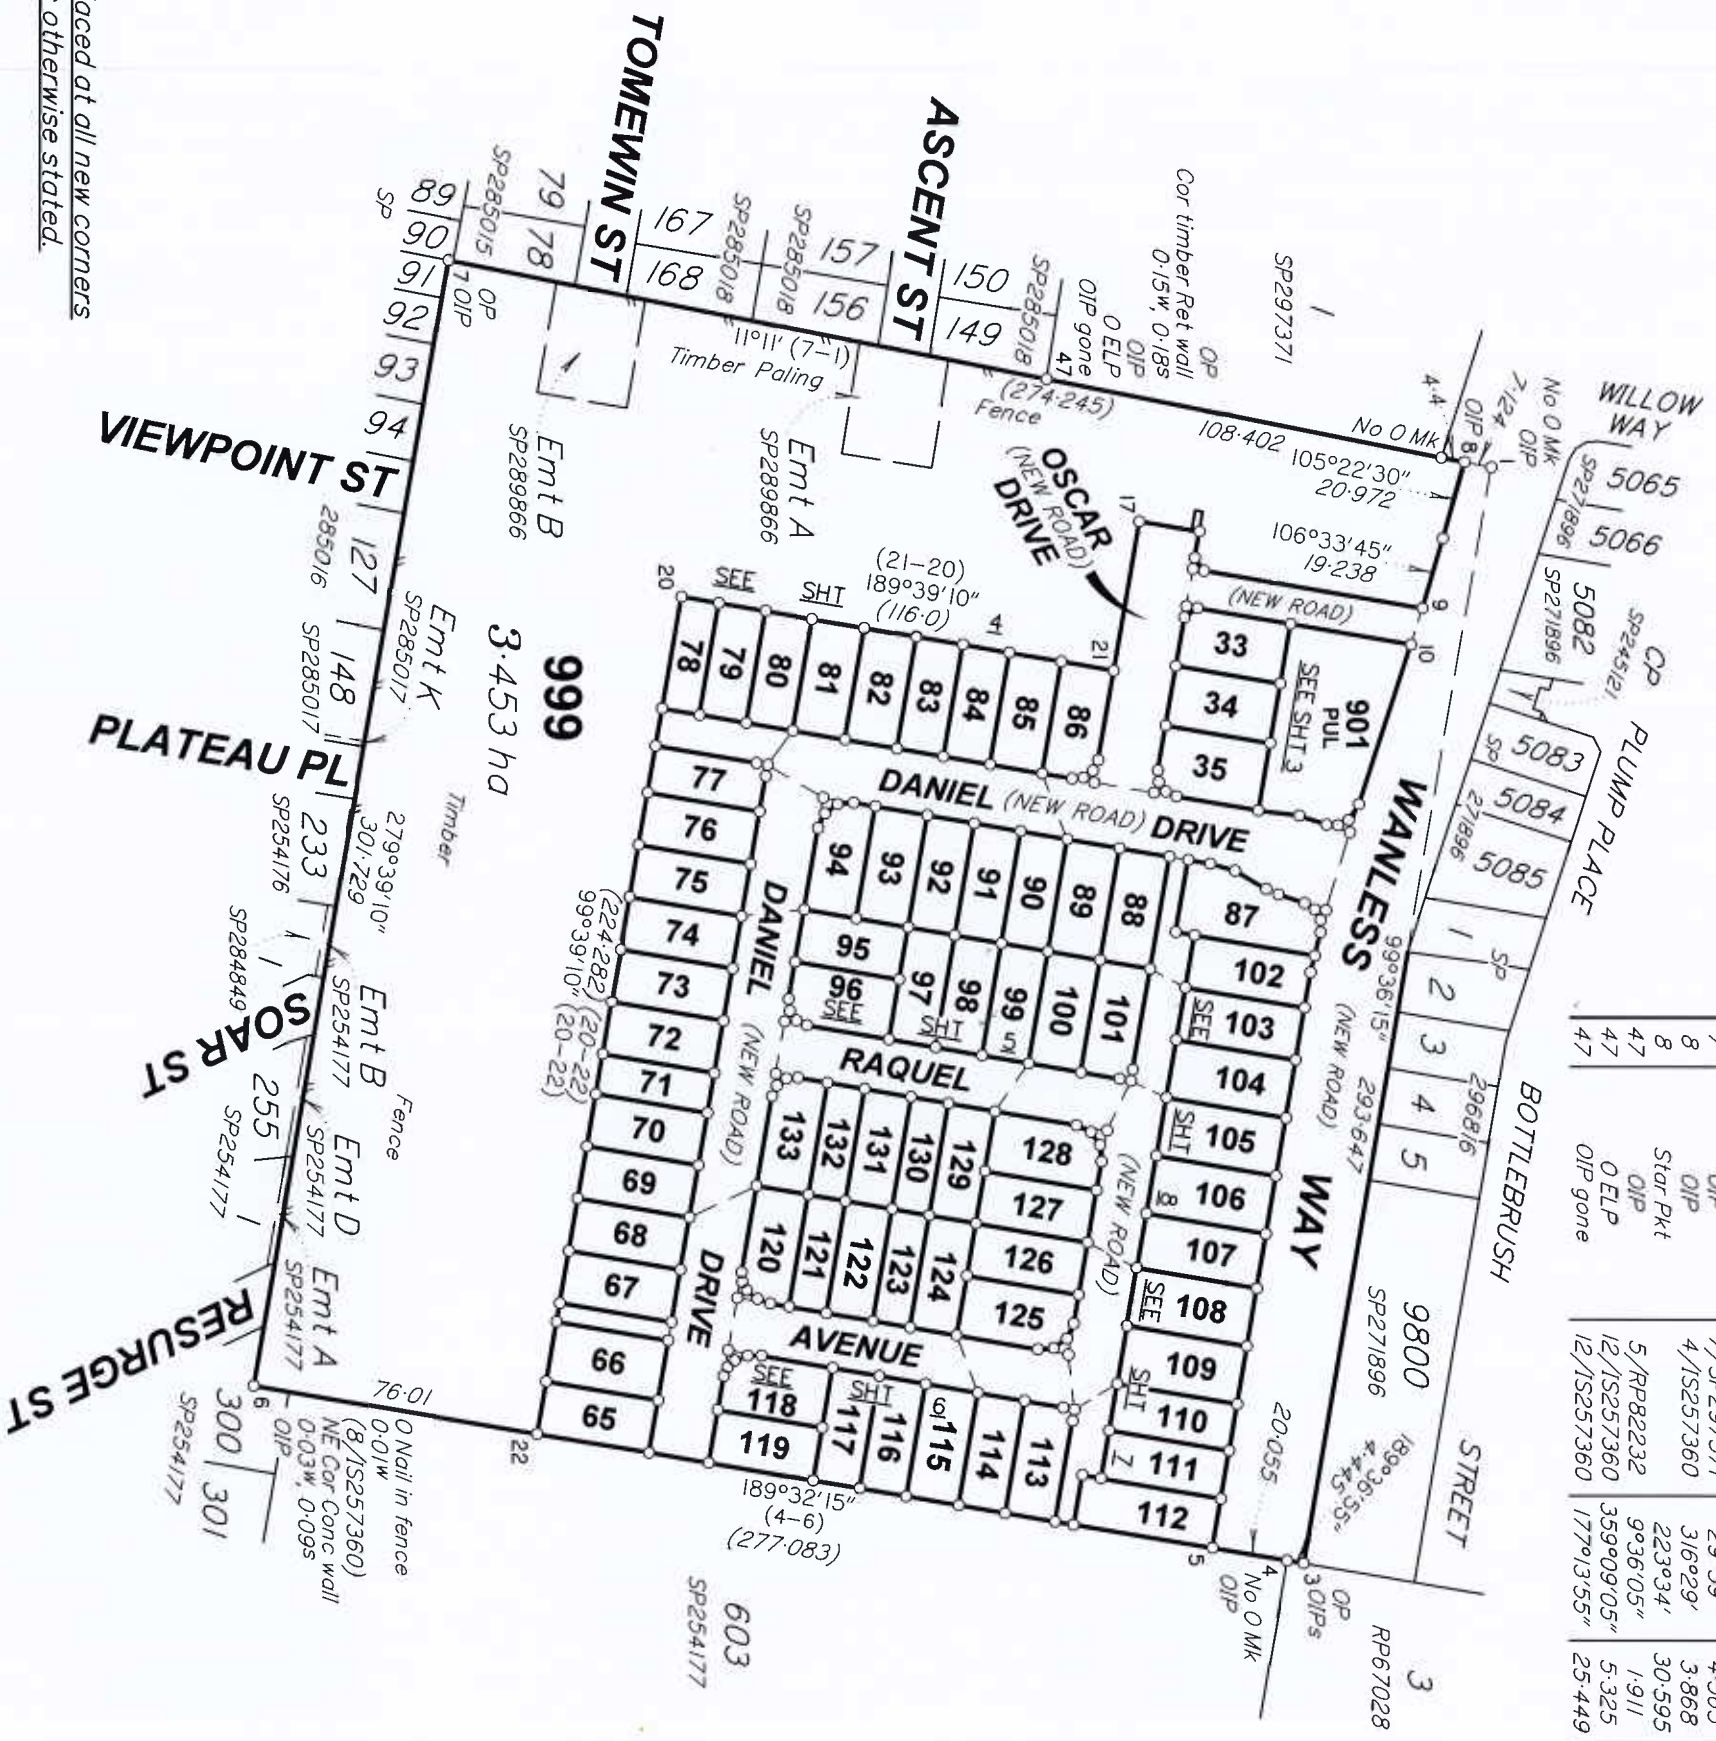 aced at all new corners
otherwise stated.
TOMEWIN ST
ASCENT ST
VIEWPOINT ST
PLATEAU PL
SOAR ST
RESURGE ST
89
90
91
92
93
94
SP
SP285015
79
78
167
168
SP285018
SP285018
157
156
150
149
SP285018
OP
7 OIP
11°11' (7-1)
Timber Paling
(274·245)
Fence
47
OP
Cor timber Ret wall
0·15W, 0·18S
OIP
O ELP
OIP gone
1
SP297371
108·402
No O Mk
4·4
OIP 8
7·124
OIP
No O Mk
1
105°22'30"
20·972
106°33'45"
19·238
WILLOW
WAY
5065
5066
SP271896
5082
SP271896
CP
SP245121
PLUMP PLACE
5083
5084
5085
SP
271896
1
2
3
4
5
SP
296816
BOTTLEBRUSH
STREET
9800
SP271896
189°36'55"
4·445
OP
3 OIPs
4
No O Mk
OIP
5
20·055
3
RP67028
603
SP254177
8
8
47
47
47
OIP
OIP
Star Pkt
OIP
O ELP
OIP gone
4/IS257360
5/RP82232
12/IS257360
12/IS257360
316°29'
223°34'
9°36'05"
359°09'05"
177°13'55"
3·868
30·595
1·911
5·325
25·449
OSCAR
(NEW ROAD)
DRIVE
17
9
10
(NEW ROAD)
33
34
35
901
PUL
SEE SHT 3
WANLESS
99°36'15"
(NEW ROAD)
293·647
WAY
Emt A
SP289866
Emt B
SP289866
(21-20)
189°39'10"
(116·0)
20
SEE
SHT
4
21
78
79
80
81
82
83
84
85
86
999
3·453 ha
DANIEL (NEW ROAD) DRIVE
77
76
75
74
73
72
71
70
69
68
67
66
65
(224·282) (20-22)
99°39'10" (20-22)
DANIEL
(NEW ROAD)
DRIVE
94
93
92
91
90
89
88
87
95
96
97
98
99
100
101
SEE
SHT
5
102
103
104
105
106
107
108
109
110
111
112
SEE
SHT
8
SEE
SHT
7
RAQUEL
AVENUE
(NEW ROAD)
133
132
131
130
129
128
127
126
125
120
121
122
123
124
118
119
117
116
115
114
113
SEE
SHT
6
189°32'15"
(4-6)
(277·083)
22
76·01
6
O Nail in fence
0·01W
(8/IS257360)
NE Cor Conc wall
0·03W, 0·09S
OIP
300
301
SP254177
127
285016
148
SP285017
Emt K
SP285017
Timber
279°39'10"
301·729
233
SP254176
1
SP284849
Emt B
SP254177
Fence
255
SP254177
Emt D
SP254177
Emt A
SP254177